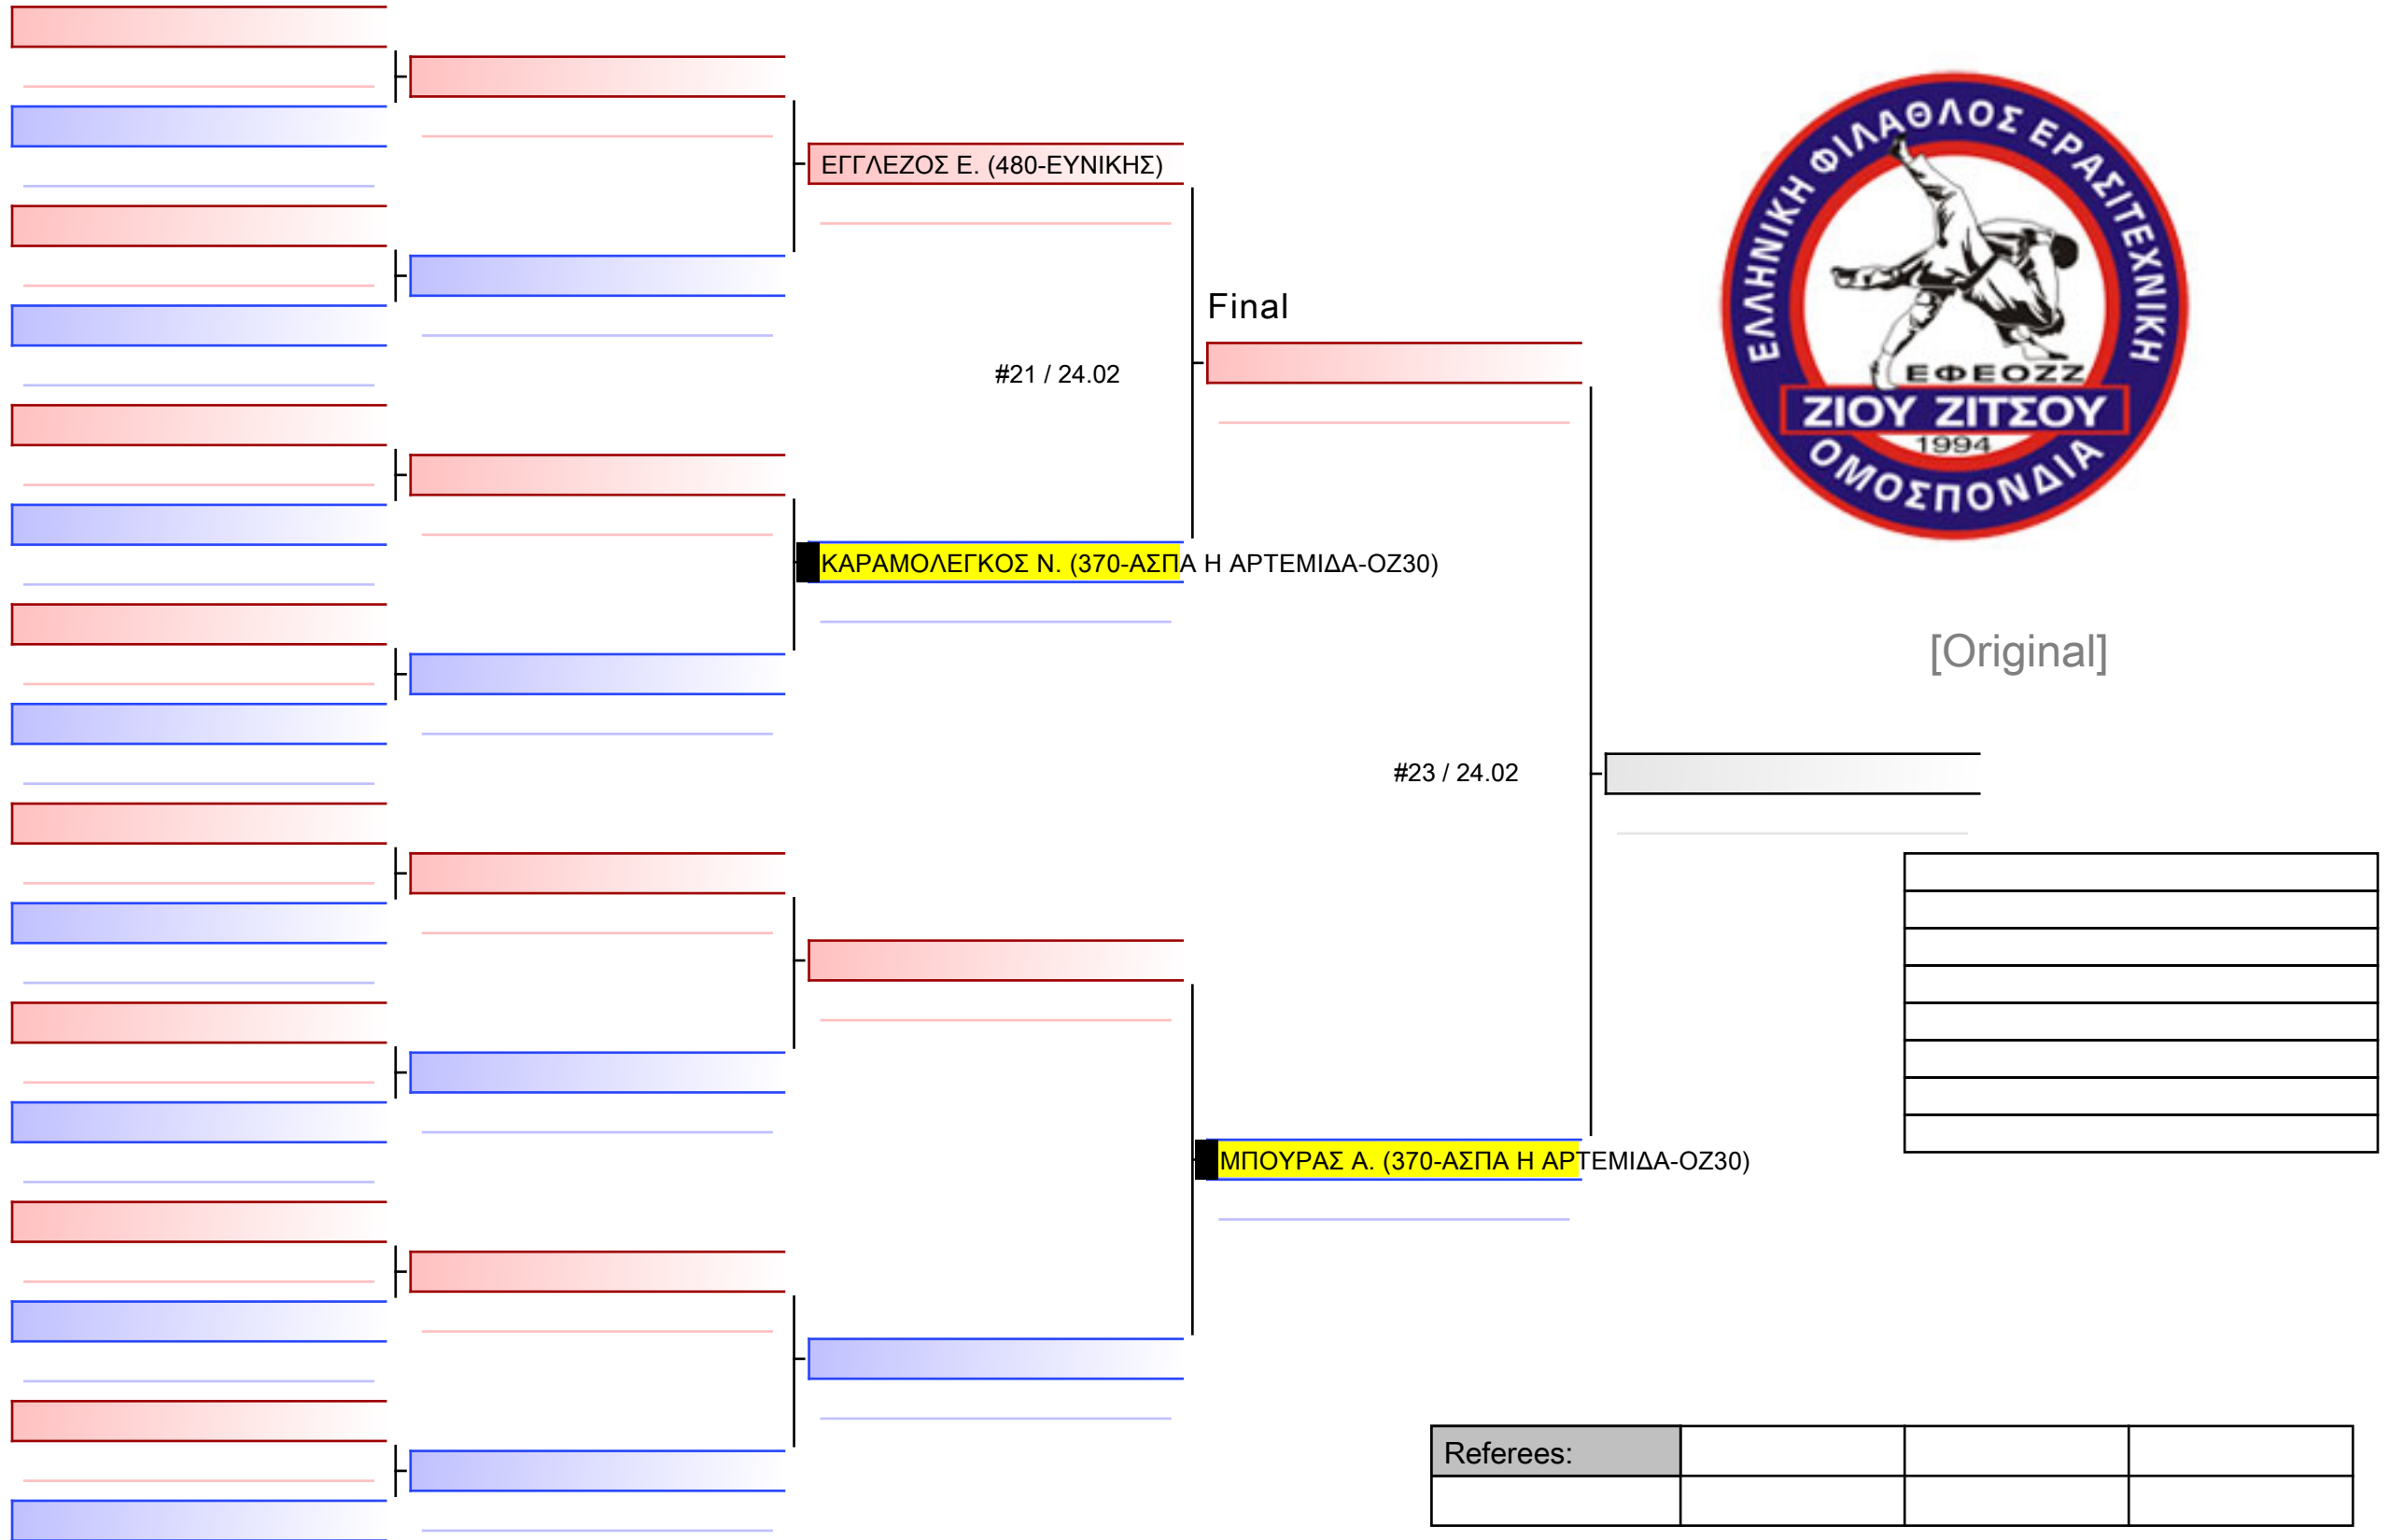 ΕΛΛΗΝΙΚΗ ΦΙΛΑΘΛΟΣ ΕΡΑΣΙΤΕΧΝΙΚΗ
ΕΦΕΟΖΖ
ΖΙΟΥ ΖΙΤΣΟΥ
1994
ΟΜΟΣΠΟΝΔΙΑ
ΕΓΓΛΕΖΟΣ Ε. (480-ΕΥΝΙΚΗΣ)
Final
#21 / 24.02
ΚΑΡΑΜΟΛΕΓΚΟΣ Ν. (370-ΑΣΠΑ Η ΑΡΤΕΜΙΔΑ-ΟΖ30)
[Original]
#23 / 24.02
ΜΠΟΥΡΑΣ Α. (370-ΑΣΠΑ Η ΑΡΤΕΜΙΔΑ-ΟΖ30)
Referees: